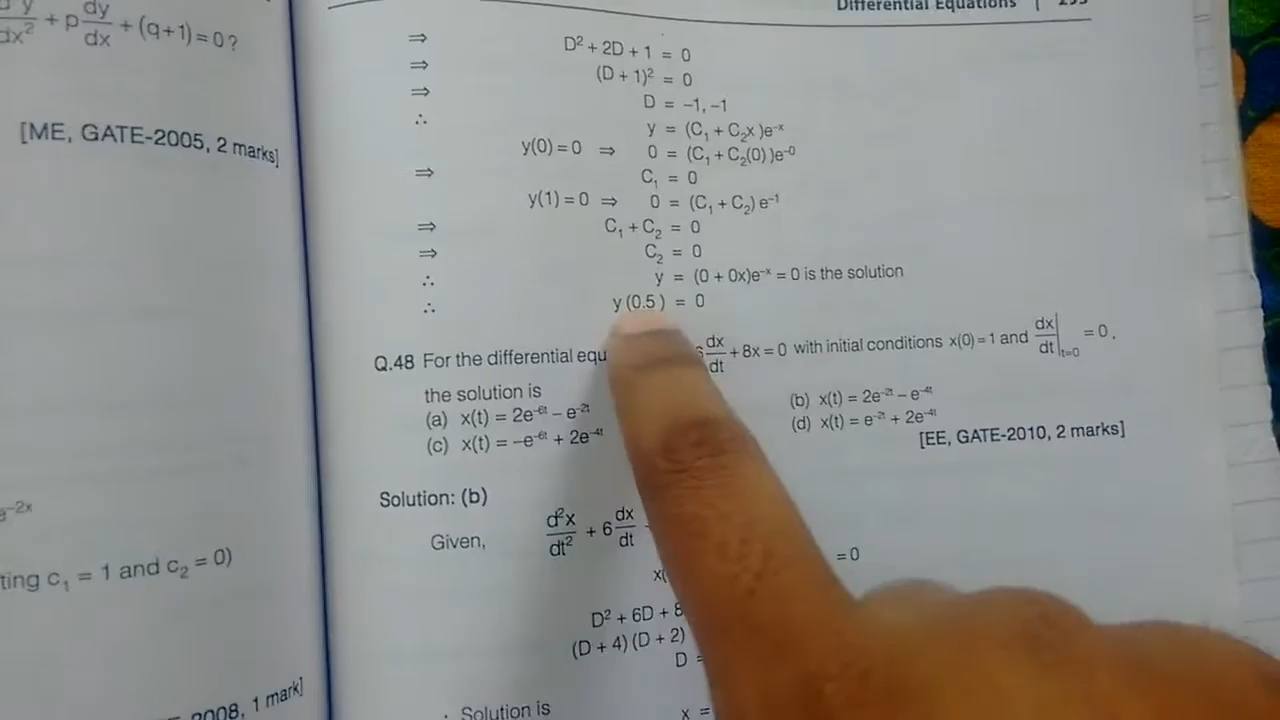 dx² + p dy/dx + (q+1) = 0?
[ME, GATE-2005, 2 marks]
e⁻²ˣ
ting c₁ = 1 and c₂ = 0)
2008, 1 mark]
Differential Equations |
⇒ D² + 2D + 1 = 0
⇒ (D + 1)² = 0
⇒ D = –1, –1
∴ y = (C₁ + C₂x )e⁻ˣ
y(0) = 0 ⇒ 0 = (C₁ + C₂(0) )e⁻⁰
⇒ C₁ = 0
y(1) = 0 ⇒ 0 = (C₁ + C₂) e⁻¹
⇒ C₁ + C₂ = 0
⇒ C₂ = 0
∴ y = (0 + 0x)e⁻ˣ = 0 is the solution
∴ y (0.5 ) = 0
Q.48 For the differential equ 6 dx/dt + 8x = 0 with initial conditions x(0) = 1 and dx/dt|t=0 = 0,
the solution is
(a) x(t) = 2e⁻⁶ᵗ – e⁻²ᵗ (b) x(t) = 2e⁻²ᵗ – e⁻⁴ᵗ
(c) x(t) = –e⁻⁶ᵗ + 2e⁻⁴ᵗ (d) x(t) = e⁻²ᵗ + 2e⁻⁴ᵗ
[EE, GATE-2010, 2 marks]
Solution: (b)
Given, d²x/dt² + 6 dx/dt = 0
x(
D² + 6D + 8
(D + 4) (D + 2)
D =
Solution is x =